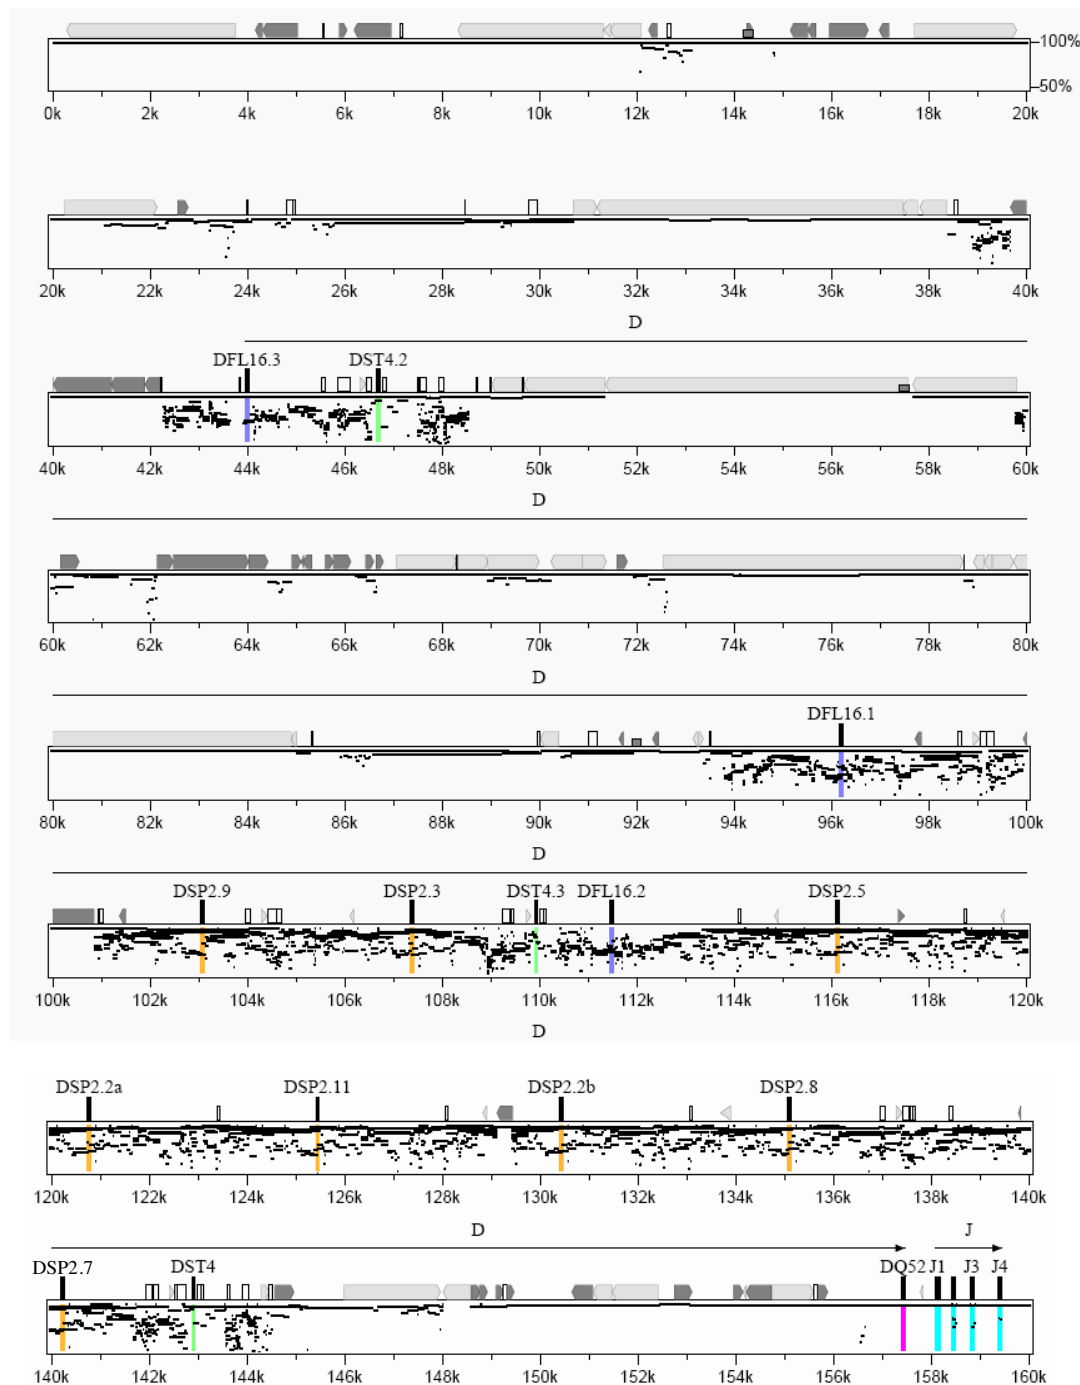 100%
50%
0k 2k 4k 6k 8k 10k 12k 14k 16k 18k 20k
20k 22k 24k 26k 28k 30k 32k 34k 36k 38k 40k
D
DFL16.3 DST4.2
40k 42k 44k 46k 48k 50k 52k 54k 56k 58k 60k
D
60k 62k 64k 66k 68k 70k 72k 74k 76k 78k 80k
D
DFL16.1
80k 82k 84k 86k 88k 90k 92k 94k 96k 98k 100k
D
DSP2.9 DSP2.3 DST4.3 DFL16.2 DSP2.5
100k 102k 104k 106k 108k 110k 112k 114k 116k 118k 120k
D
DSP2.2a DSP2.11 DSP2.2b DSP2.8
120k 122k 124k 126k 128k 130k 132k 134k 136k 138k 140k
D J
DSP2.7 DST4 DQ52 J1 J3 J4
140k 142k 144k 146k 148k 150k 152k 154k 156k 158k 160k